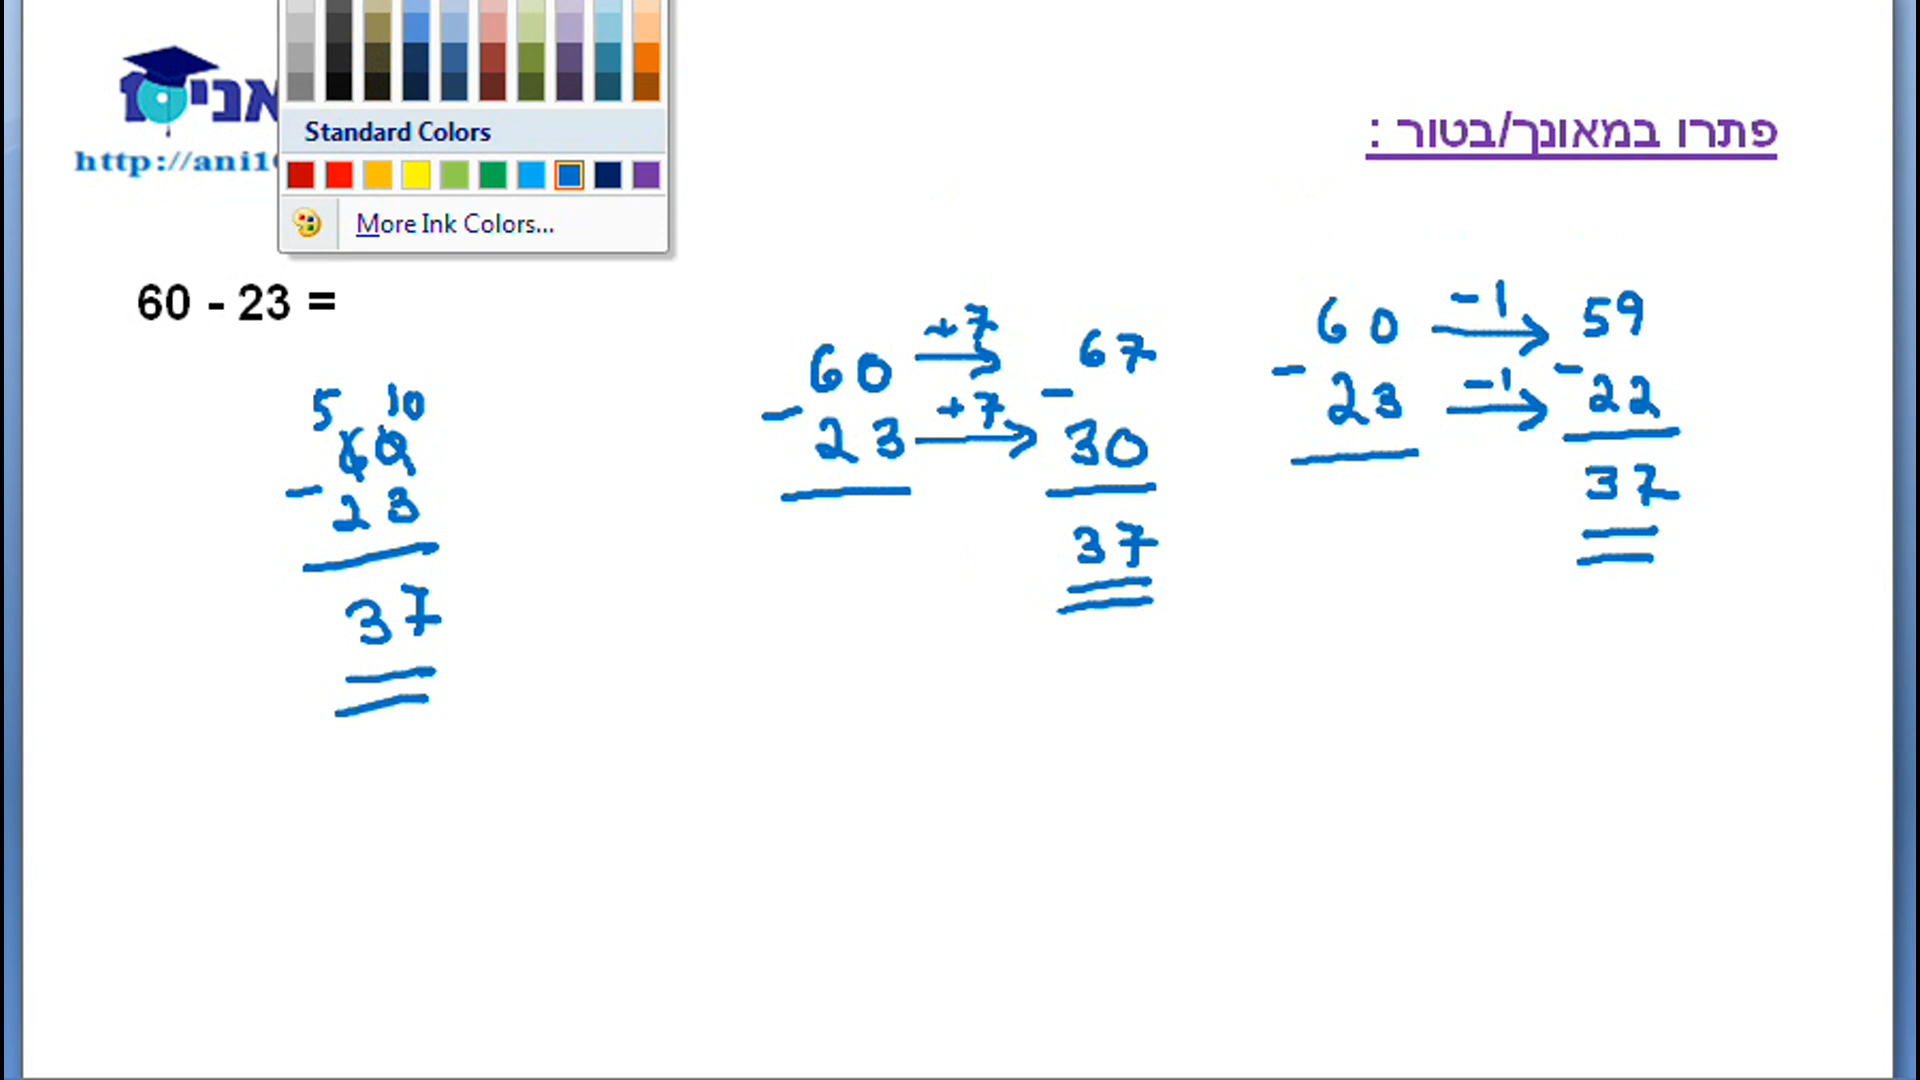 אני10
http://ani1
Standard Colors
More Ink Colors...
פתרו במאונך/בטור :
60 - 23 =
5 10
60
- 23
37
60 +7 67
- 23 +7 - 30
37
60 -1 59
- 23 -1 - 22
37